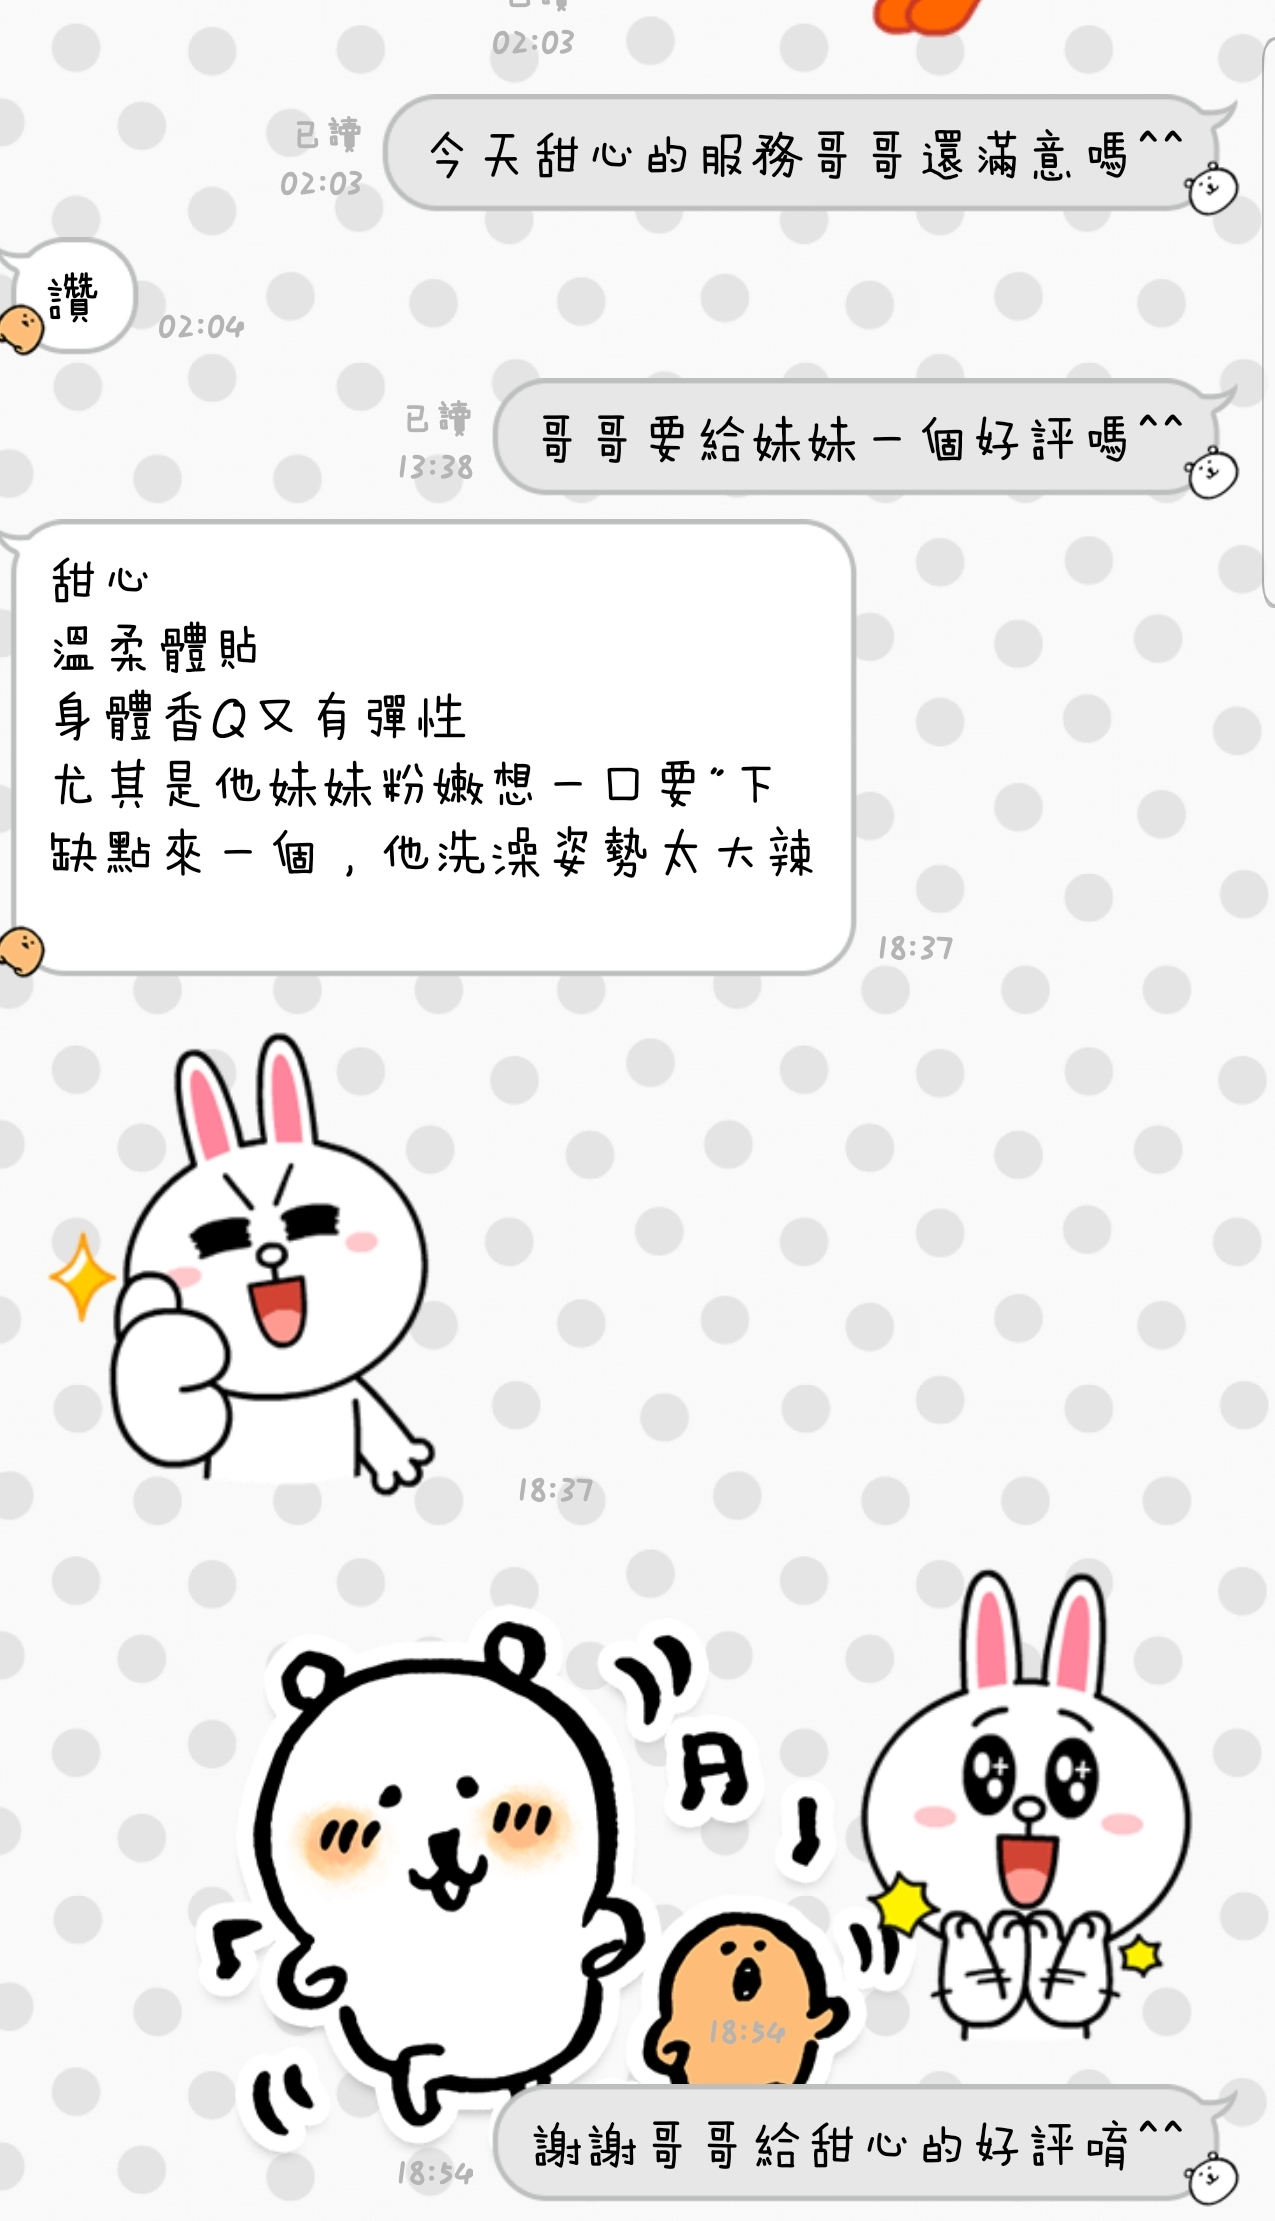 02:03
已讀
02:03
今天甜心的服務哥哥還滿意嗎^^
讚
02:04
已讀
13:38
哥哥要給妹妹一個好評嗎^^
甜心
溫柔體貼
身體香Q又有彈性
尤其是他妹妹粉嫩想一口要〃下
缺點來一個，他洗澡姿勢太大辣
18:37
18:37
18:54
謝謝哥哥給甜心的好評唷^^
18:54